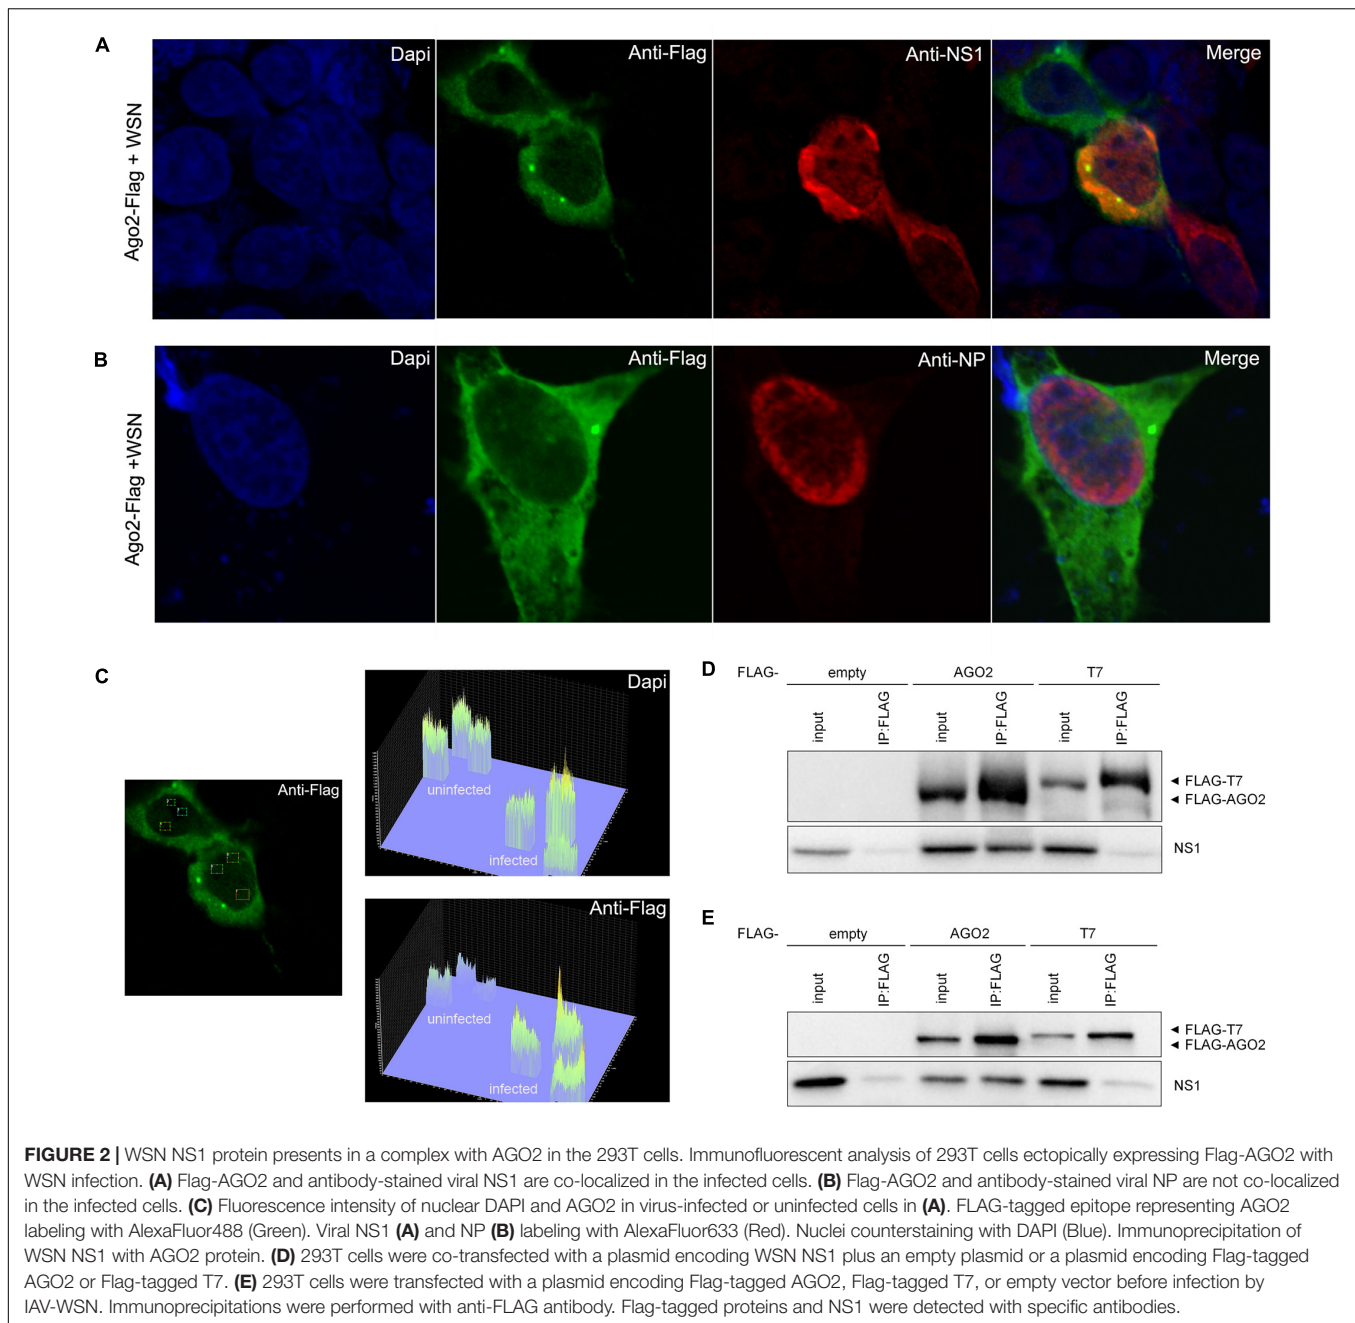 A
Dapi
Anti-Flag
Anti-NS1
Merge
Ago2-Flag + WSN
B
Dapi
Anti-Flag
Anti-NP
Merge
Ago2-Flag +WSN
C
Anti-Flag
Dapi
uninfected
infected
Anti-Flag
uninfected
infected
D
FLAG- empty AGO2 T7
input IP:FLAG input IP:FLAG input IP:FLAG
FLAG-T7
FLAG-AGO2
NS1
E
FLAG- empty AGO2 T7
input IP:FLAG input IP:FLAG input IP:FLAG
FLAG-T7
FLAG-AGO2
NS1
FIGURE 2 | WSN NS1 protein presents in a complex with AGO2 in the 293T cells. Immunofluorescent analysis of 293T cells ectopically expressing Flag-AGO2 with
WSN infection. (A) Flag-AGO2 and antibody-stained viral NS1 are co-localized in the infected cells. (B) Flag-AGO2 and antibody-stained viral NP are not co-localized
in the infected cells. (C) Fluorescence intensity of nuclear DAPI and AGO2 in virus-infected or uninfected cells in (A). FLAG-tagged epitope representing AGO2
labeling with AlexaFluor488 (Green). Viral NS1 (A) and NP (B) labeling with AlexaFluor633 (Red). Nuclei counterstaining with DAPI (Blue). Immunoprecipitation of
WSN NS1 with AGO2 protein. (D) 293T cells were co-transfected with a plasmid encoding WSN NS1 plus an empty plasmid or a plasmid encoding Flag-tagged
AGO2 or Flag-tagged T7. (E) 293T cells were transfected with a plasmid encoding Flag-tagged AGO2, Flag-tagged T7, or empty vector before infection by
IAV-WSN. Immunoprecipitations were performed with anti-FLAG antibody. Flag-tagged proteins and NS1 were detected with specific antibodies.